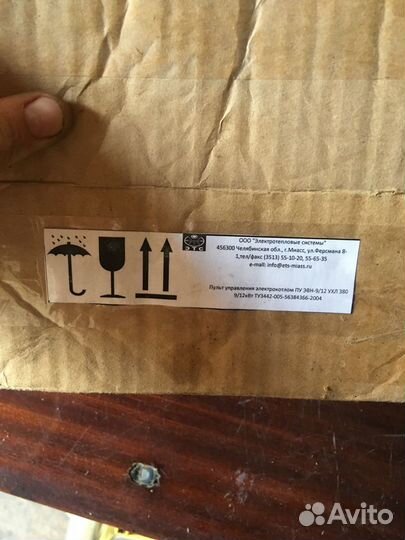 ООО "Электротепловые системы"
456300 Челябинская обл., г.Миасс, ул.Ферсмана 8-
1,тел/факс (3513) 55-10-20, 55-65-35
e-mail: info@ets-miass.ru
Пульт управления электрокотлом ПУ ЭВН-9/12 УХЛ 380
9/12кВт ТУ3442-005-56384366-2004
Avito